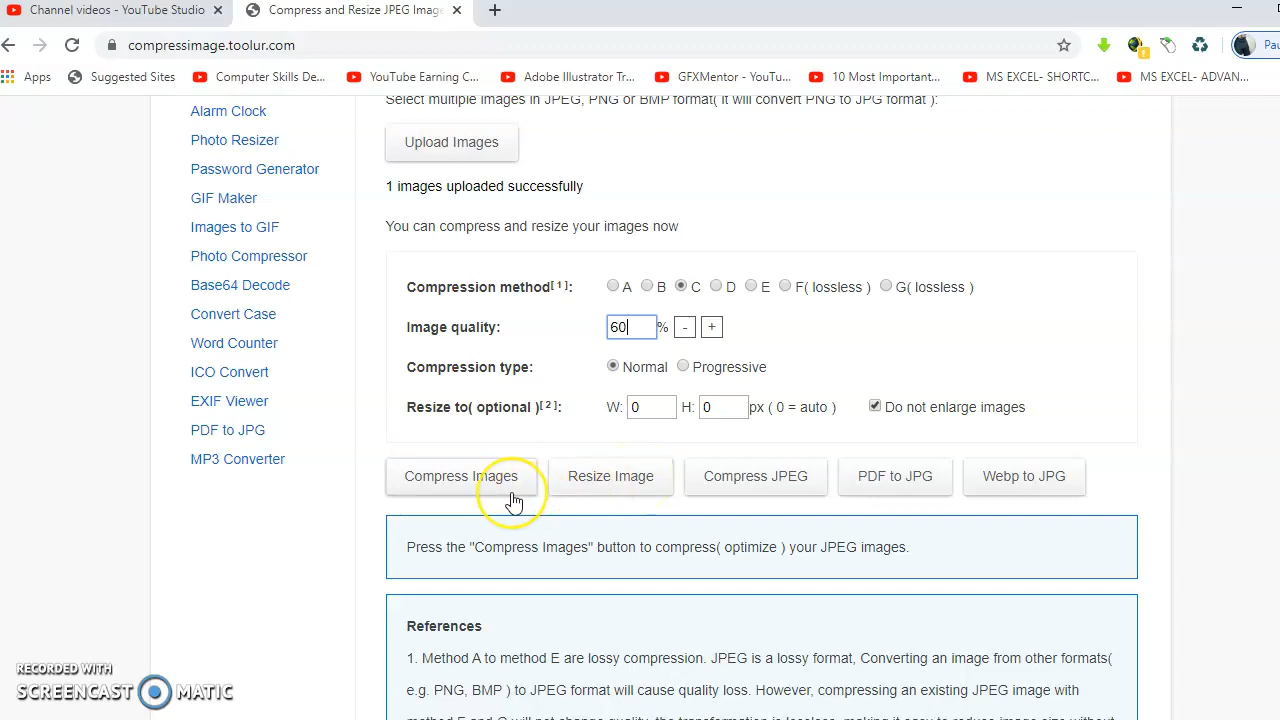 Channel videos - YouTube Studio
Compress and Resize JPEG Image
compressimage.toolur.com
Apps
Suggested Sites
Computer Skills De...
YouTube Earning C...
Adobe Illustrator Tr...
GFXMentor - YouTu...
10 Most Important...
MS EXCEL- SHORTC...
MS EXCEL- ADVAN...
Select multiple images in JPEG, PNG or BMP format( it will convert PNG to JPG format ):
Alarm Clock
Photo Resizer
Password Generator
GIF Maker
Images to GIF
Photo Compressor
Base64 Decode
Convert Case
Word Counter
ICO Convert
EXIF Viewer
PDF to JPG
MP3 Converter
Upload Images
1 images uploaded successfully
You can compress and resize your images now
Compression method[ 1 ]: A B C D E F( lossless ) G( lossless )
Image quality: 60 % - +
Compression type: Normal Progressive
Resize to( optional )[ 2 ]: W: 0 H: 0 px ( 0 = auto ) Do not enlarge images
Compress Images Resize Image Compress JPEG PDF to JPG Webp to JPG
Press the "Compress Images" button to compress( optimize ) your JPEG images.
References
1. Method A to method E are lossy compression. JPEG is a lossy format, Converting an image from other formats(
e.g. PNG, BMP ) to JPEG format will cause quality loss. However, compressing an existing JPEG image with
RECORDED WITH
SCREENCAST MATIC